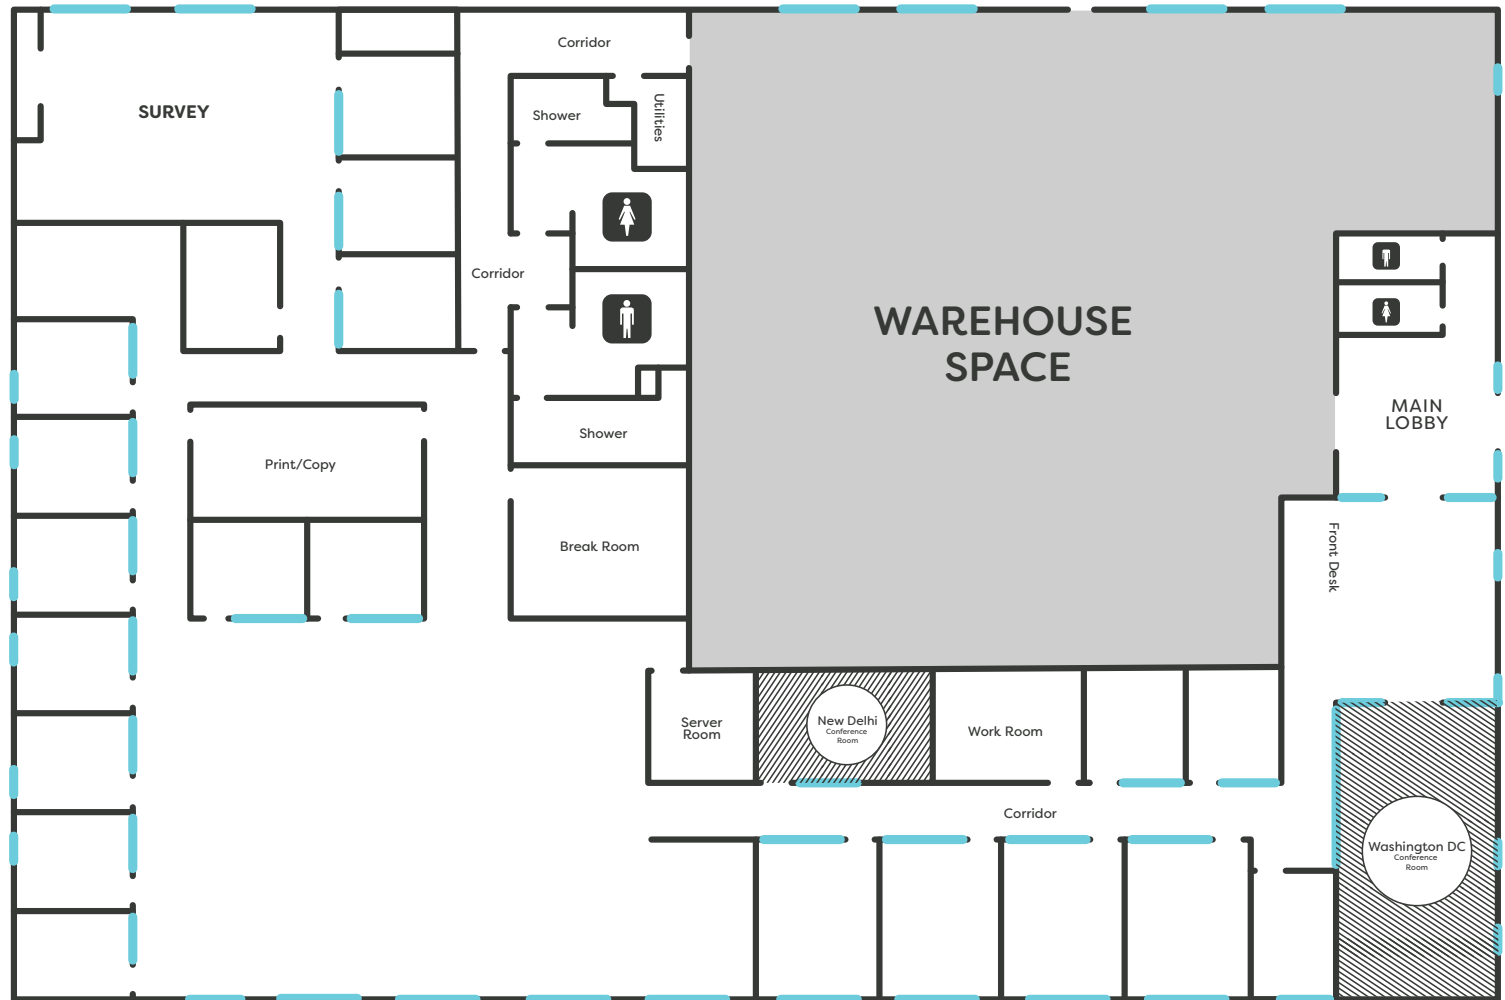 Corridor
SURVEY
Shower
Utilities
Corridor
WAREHOUSE
SPACE
MAIN
LOBBY
Shower
Print/Copy
Break Room
Front Desk
Server
Room
New Delhi
Conference
Room
Work Room
Corridor
Washington DC
Conference
Room